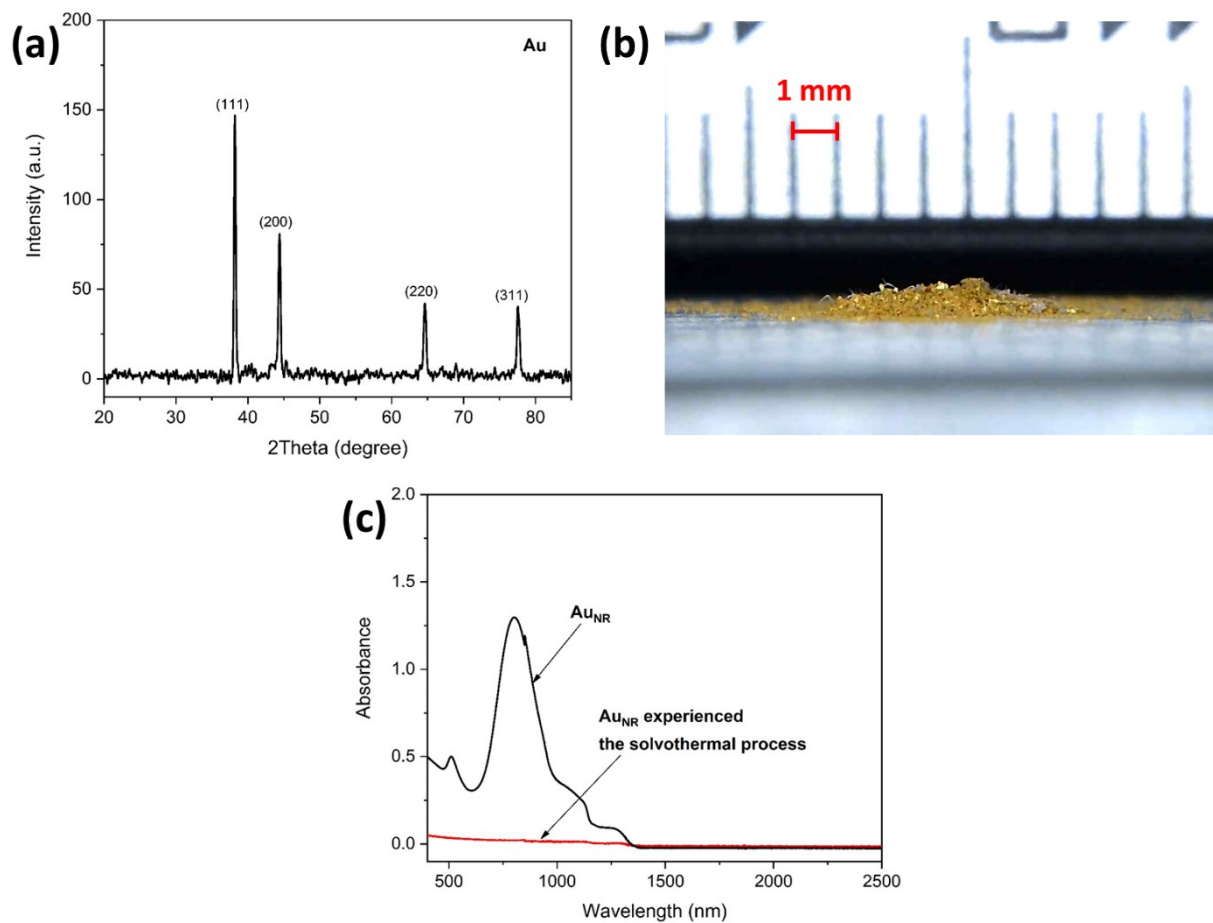 (a)
200
150
100
50
0
Intensity (a.u.)
Au
(111)
(200)
(220)
(311)
20 30 40 50 60 70 80
2Theta (degree)
(b)
1 mm
(c)
2.0
1.5
1.0
0.5
0.0
Absorbance
AuNR
AuNR experienced
the solvothermal process
500 1000 1500 2000 2500
Wavelength (nm)